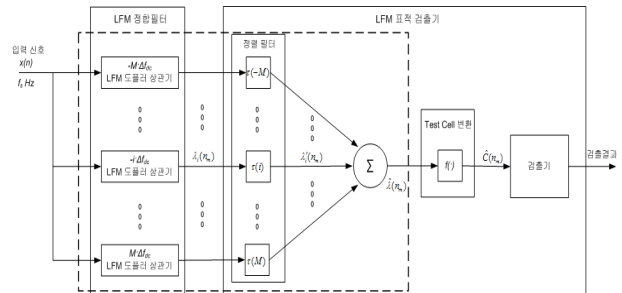 LFM 정합필터
LFM 표적 검출기
입력 신호
x(n)
fs Hz
정렬 필터
-M·Δfdc
LFM 도플러 상관기
τ(-M)
-i·Δfdc
LFM 도플러 상관기
λi(nm)
τ(i)
λ'i(nm)
Σ
λ̂(nm)
Test Cell 변환
f(·)
Ĉ(nm)
검출기
검출결과
M·Δfdc
LFM 도플러 상관기
τ(M)